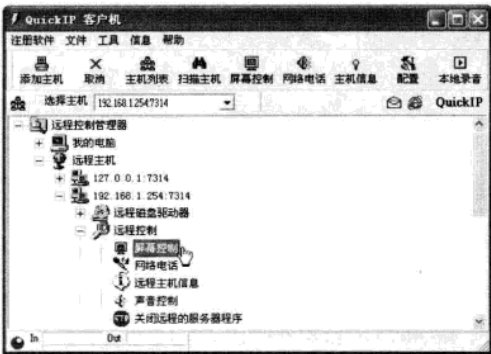 QuickIP 客户机
注册软件 文件 工具 信息 帮助
添加主机 取消 主机列表 扫描主机 屏幕控制 网络电话 主机信息 配置 本地录音
选择主机 192.168.1.254:7314 QuickIP
远程控制管理器
我的电脑
远程主机
127.0.0.1:7314
192.168.1.254:7314
远程磁盘驱动器
远程控制
屏幕控制
网络电话
远程主机信息
声音控制
关闭远程的服务器程序
In Out